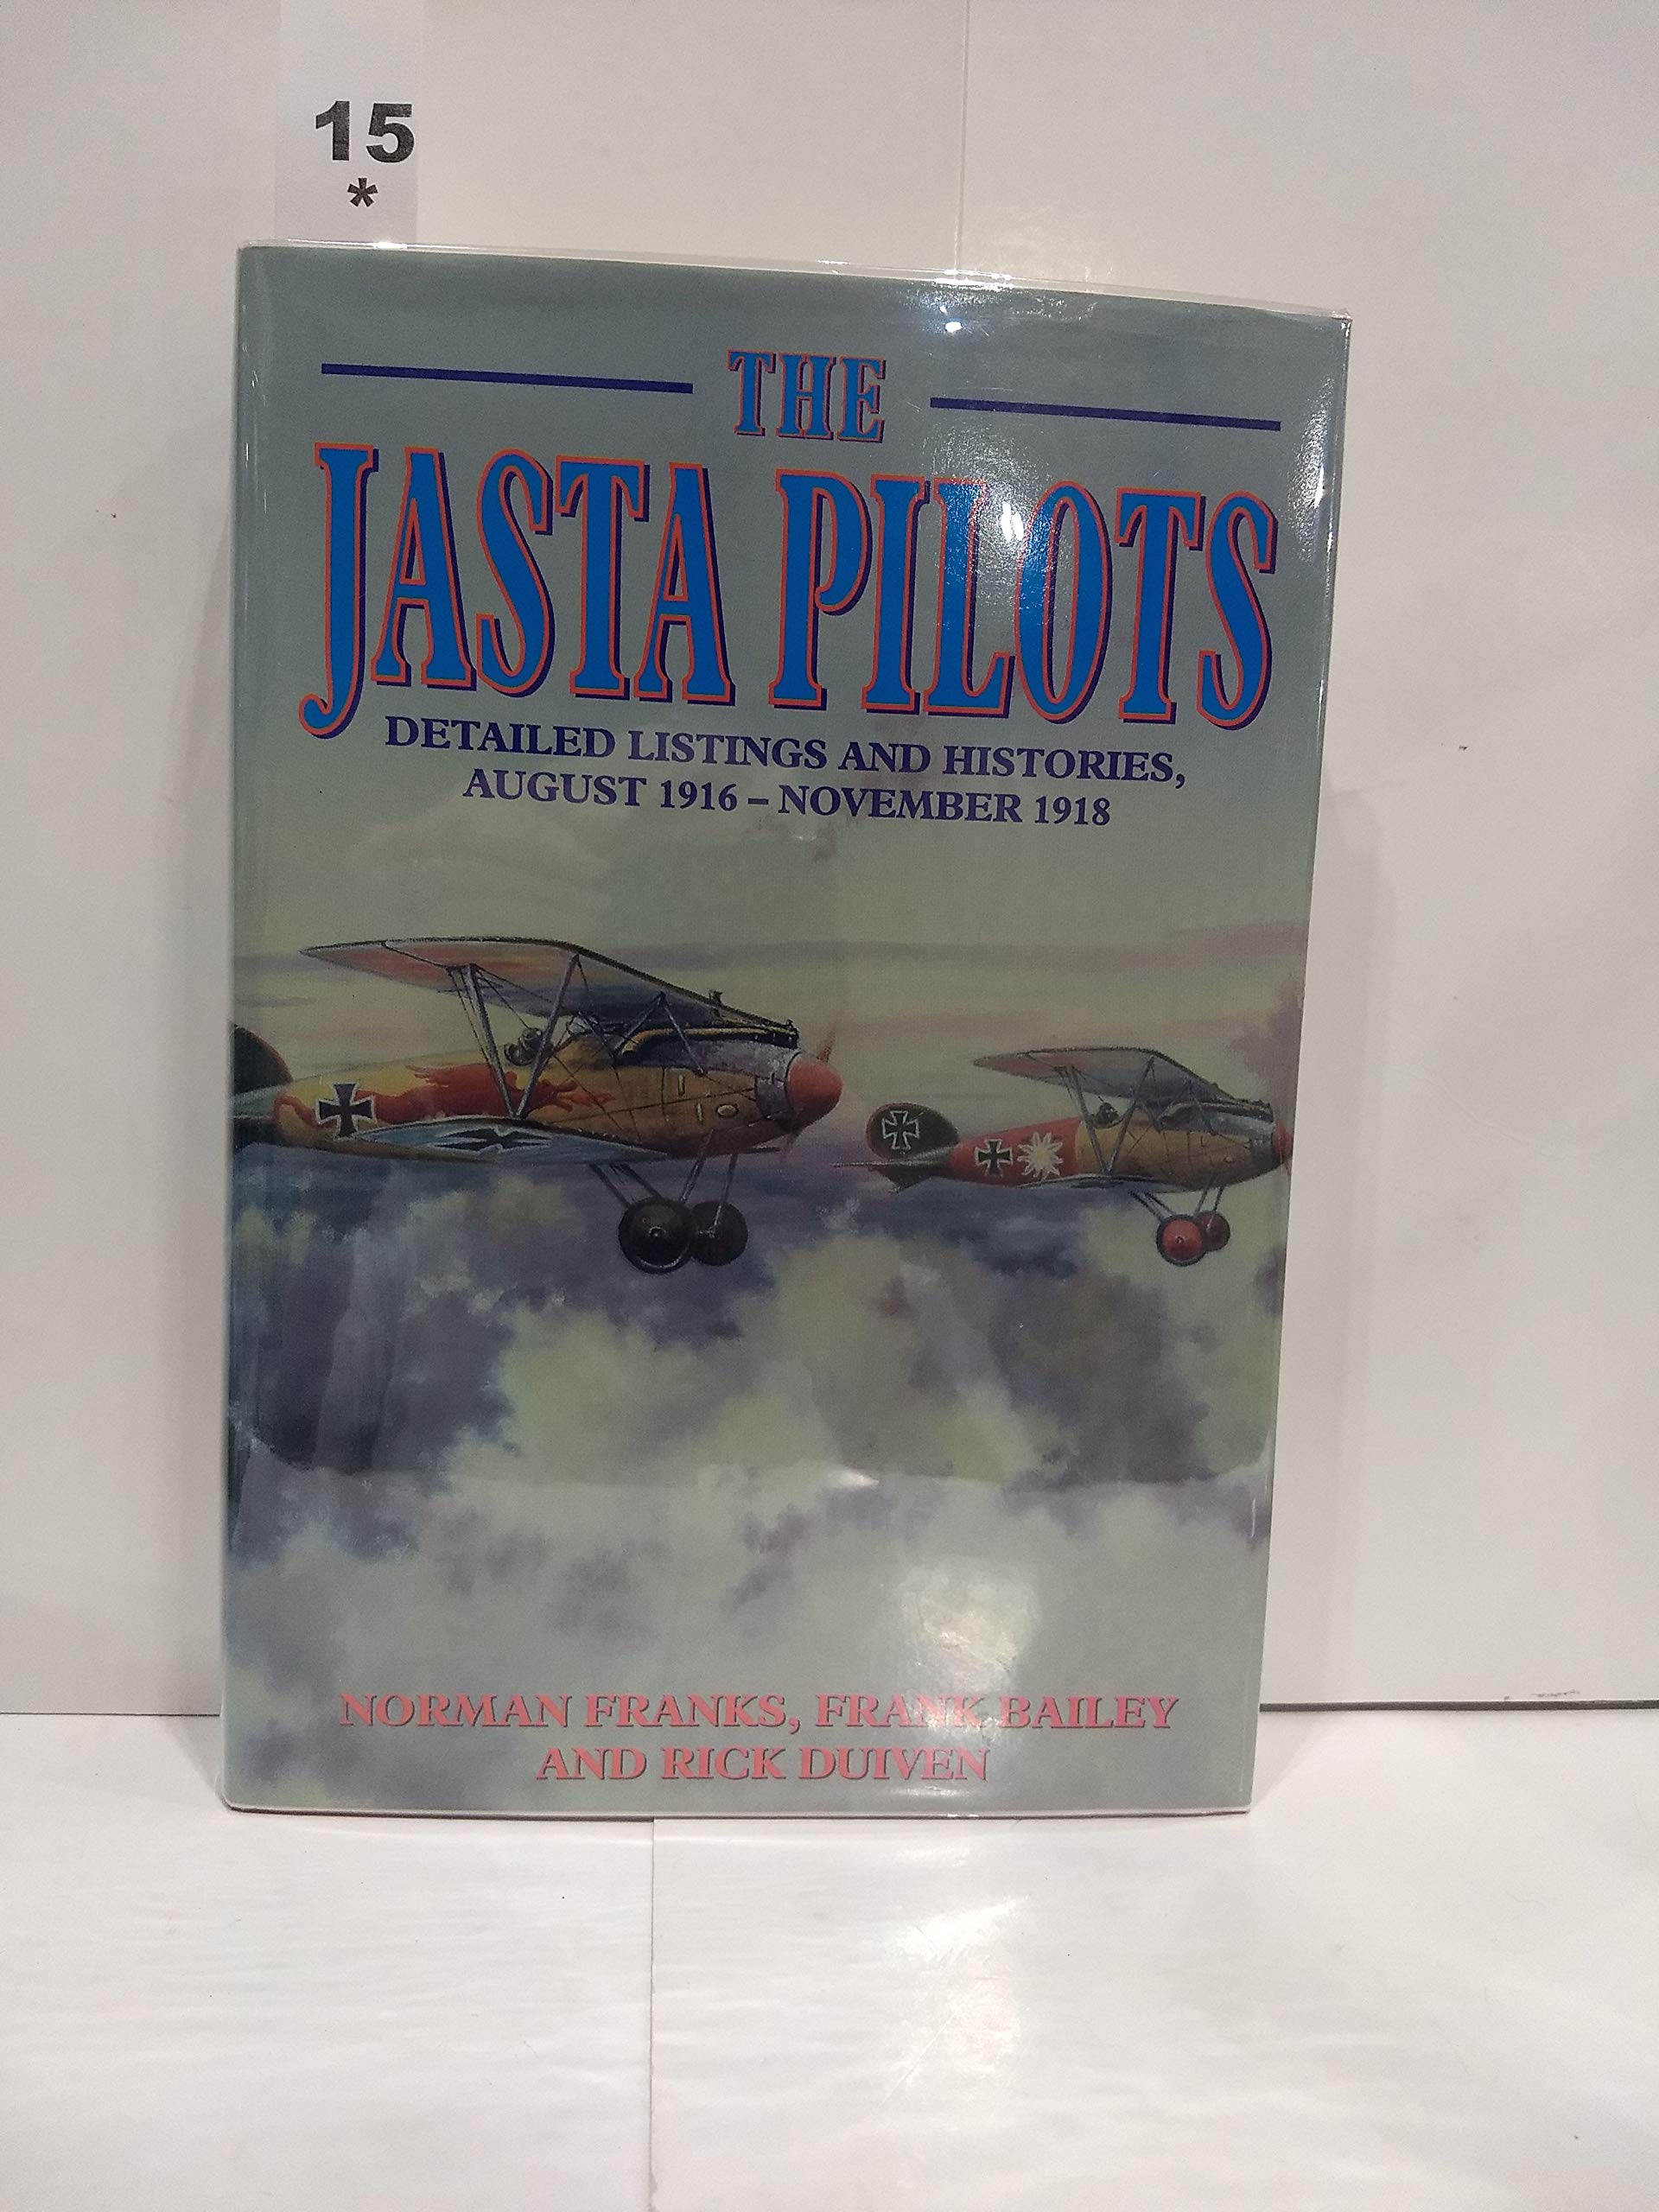 15
*
THE
JASTA PILOTS
DETAILED LISTINGS AND HISTORIES,
AUGUST 1916 – NOVEMBER 1918
NORMAN FRANKS, FRANK BAILEY
AND RICK DUIVEN